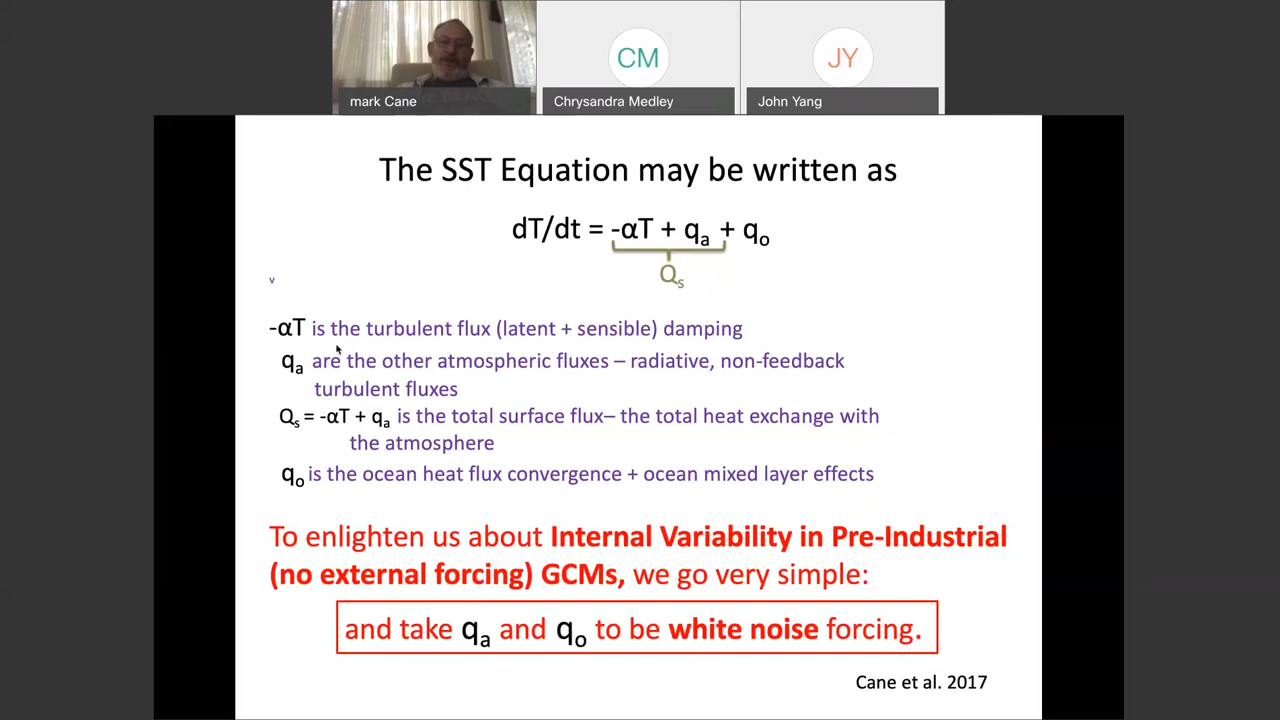 CM
JY
mark Cane
Chrysandra Medley
John Yang
The SST Equation may be written as
dT/dt = -αT + qa + qo
Qs
v
-αT is the turbulent flux (latent + sensible) damping
qa are the other atmospheric fluxes – radiative, non-feedback
turbulent fluxes
Qs = -αT + qa is the total surface flux– the total heat exchange with
the atmosphere
qo is the ocean heat flux convergence + ocean mixed layer effects
To enlighten us about Internal Variability in Pre-Industrial
(no external forcing) GCMs, we go very simple:
and take qa and qo to be white noise forcing.
Cane et al. 2017